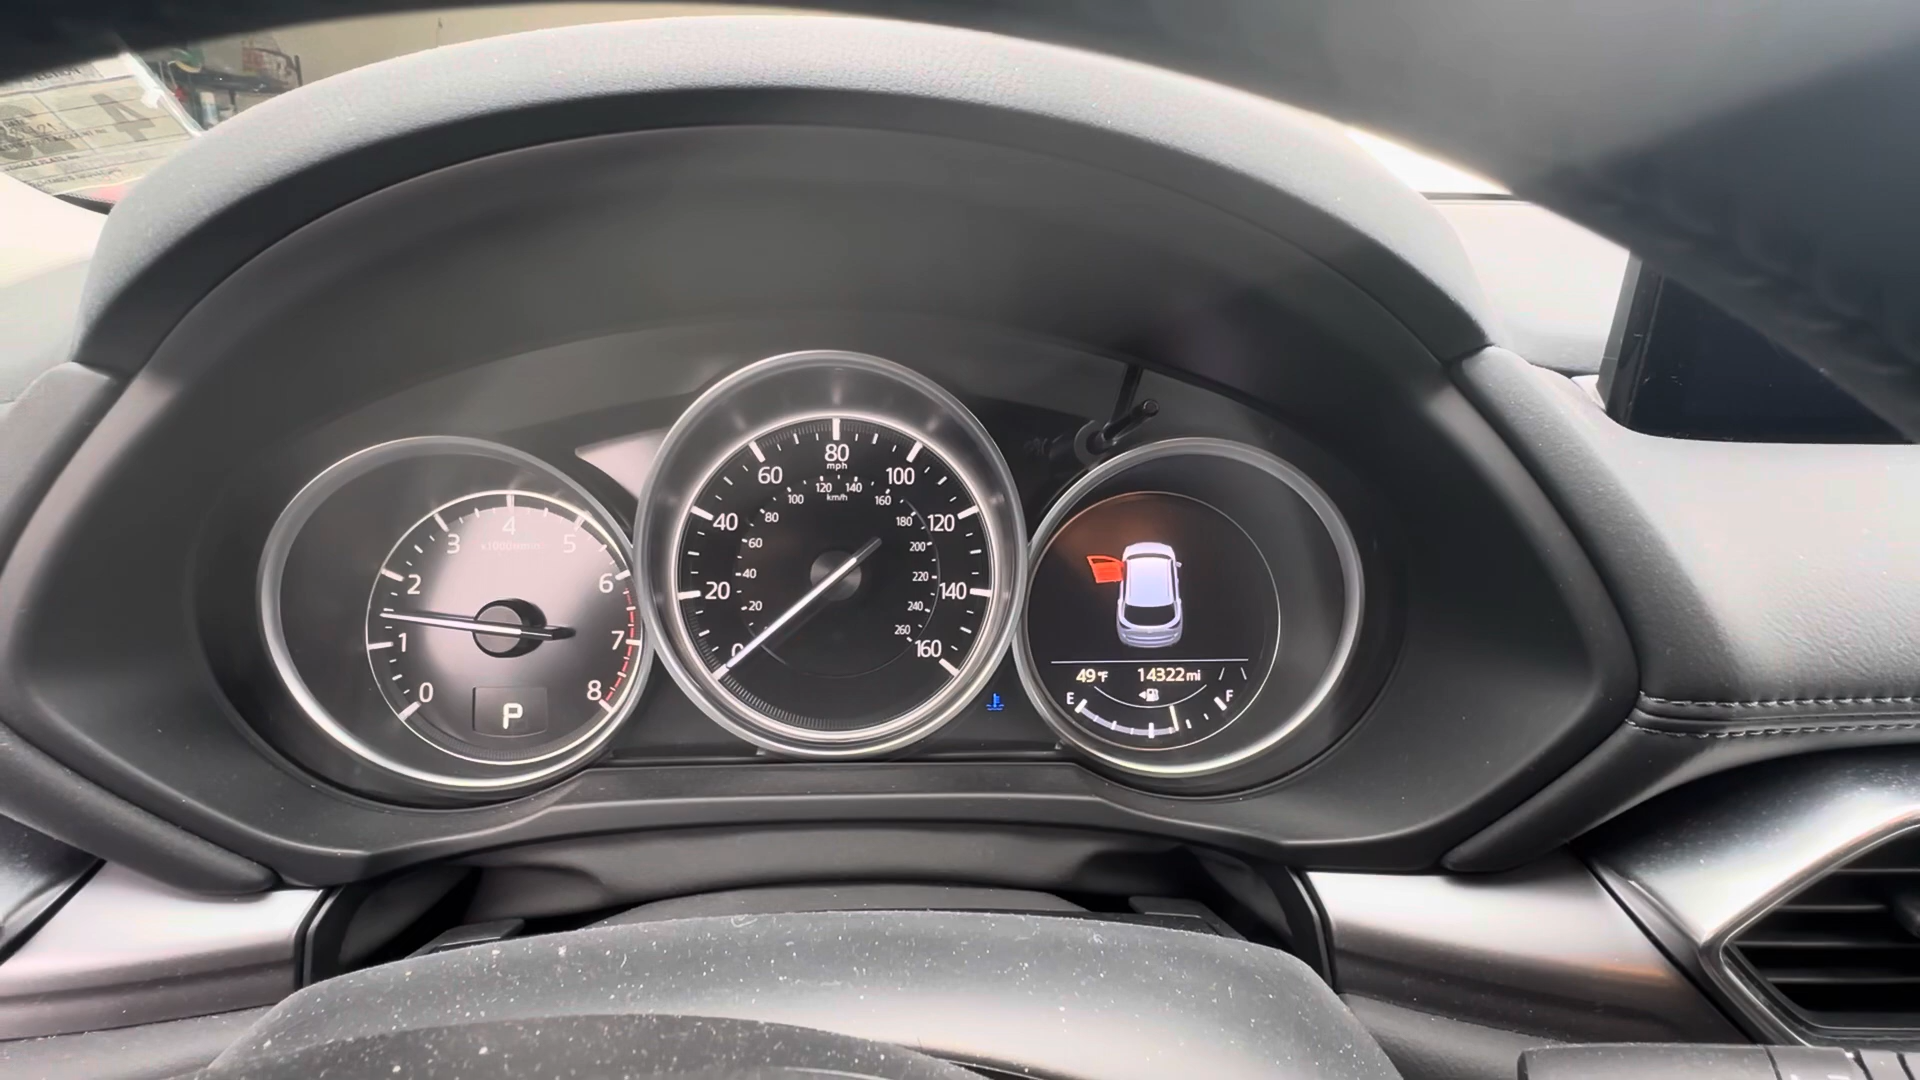 0 1 2 3 4 5 6 7 8
x1000r/min
P
0 20 40 60 80 100 120 140 160
mph
20 40 60 80 100 120 140 160 180 200 220 240 260
km/h
49°F 14322mi
E F